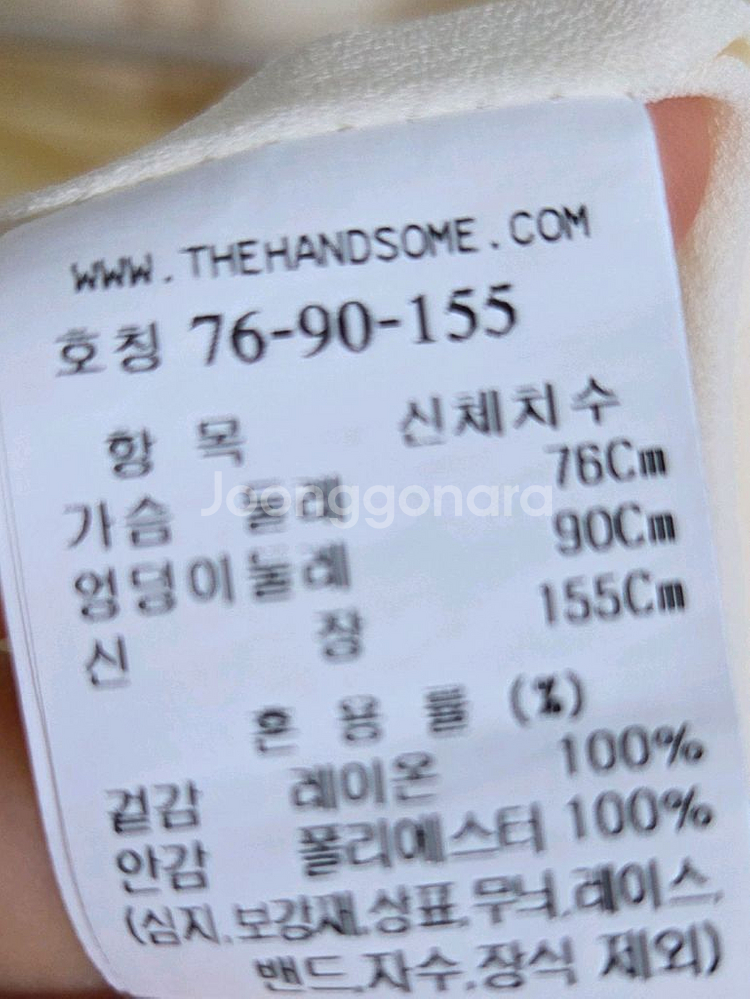 WWW.THEHANDSOME.COM
호칭 76-90-155
항 목 신체치수
가슴 둘레 76Cm
엉덩이둘레 90Cm
신 장 155Cm
혼 용 률 (%)
겉감 레이온 100%
안감 폴리에스터 100%
(심지,보강재,상표,무늬,레이스,
밴드,자수,장식 제외)
Joonggonara